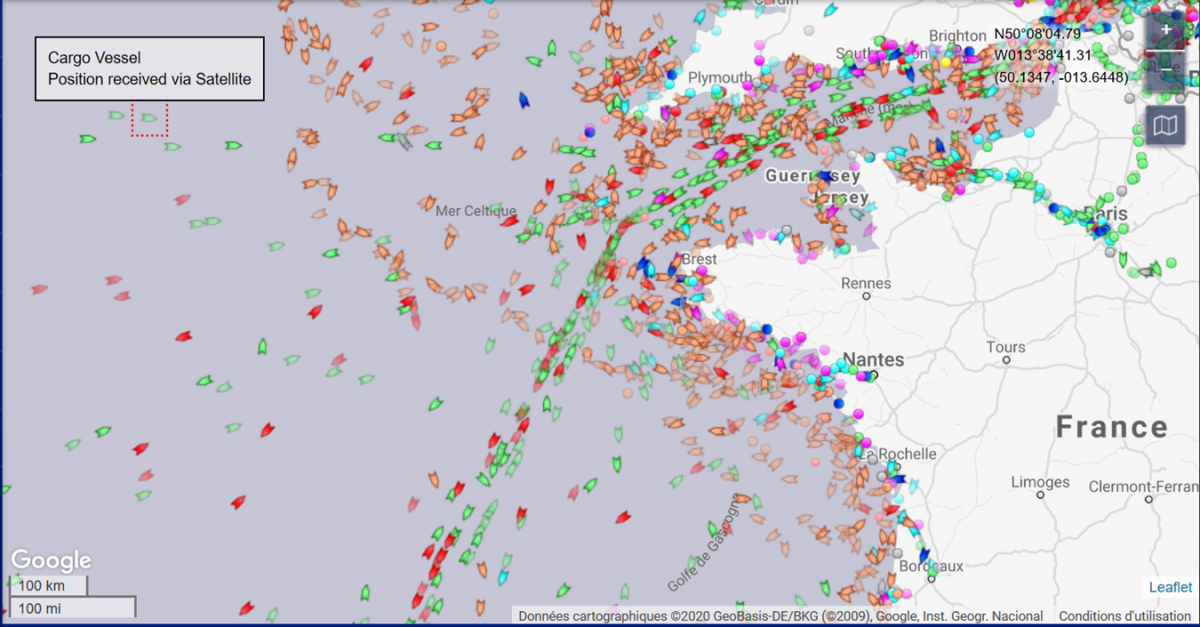 Cargo Vessel
Position received via Satellite
Brighton
N50°08'04.79
W013°38'41.31
(50.1347, -013.6448)
+
−
Plymouth
Manche (mer)
Guernsey
Jersey
Mer Celtique
Paris
Brest
Rennes
Tours
Nantes
France
La Rochelle
Limoges
Clermont-Ferran
Golfe de Gascogne
Bordeaux
Google
100 km
100 mi
Leaflet
Données cartographiques ©2020 GeoBasis-DE/BKG (©2009), Google, Inst. Geogr. Nacional
Conditions d'utilisation